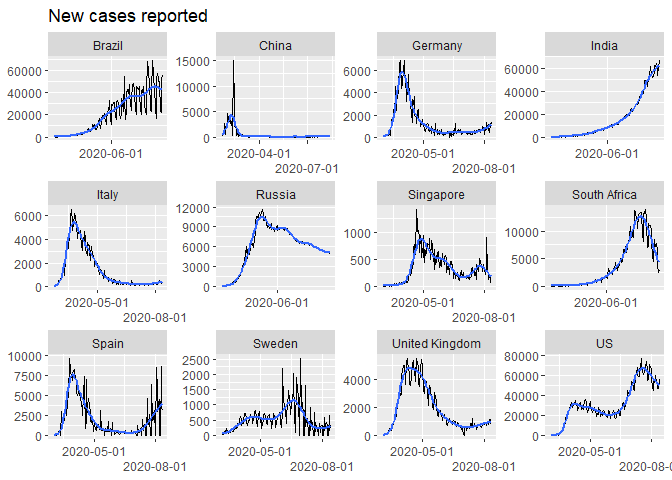 New cases reported
Brazil China Germany India
60000 15000 6000 60000
40000 10000 4000 40000
20000 5000 2000 20000
0 0 0 0
2020-06-01 2020-04-01 2020-05-01 2020-06-01
2020-07-01 2020-08-01
Italy Russia Singapore South Africa
6000 12000 1000 10000
4000 9000 500 5000
2000 6000 0 0
0 3000
0
2020-05-01 2020-06-01 2020-05-01 2020-06-01
2020-08-01 2020-08-01
Spain Sweden United Kingdom US
10000 2500 4000 80000
7500 2000 2000 60000
5000 1500 0 40000
2500 1000 20000
0 500 0
0
2020-05-01 2020-05-01 2020-05-01 2020-05-01
2020-08-01 2020-08-01 2020-08-01 2020-08